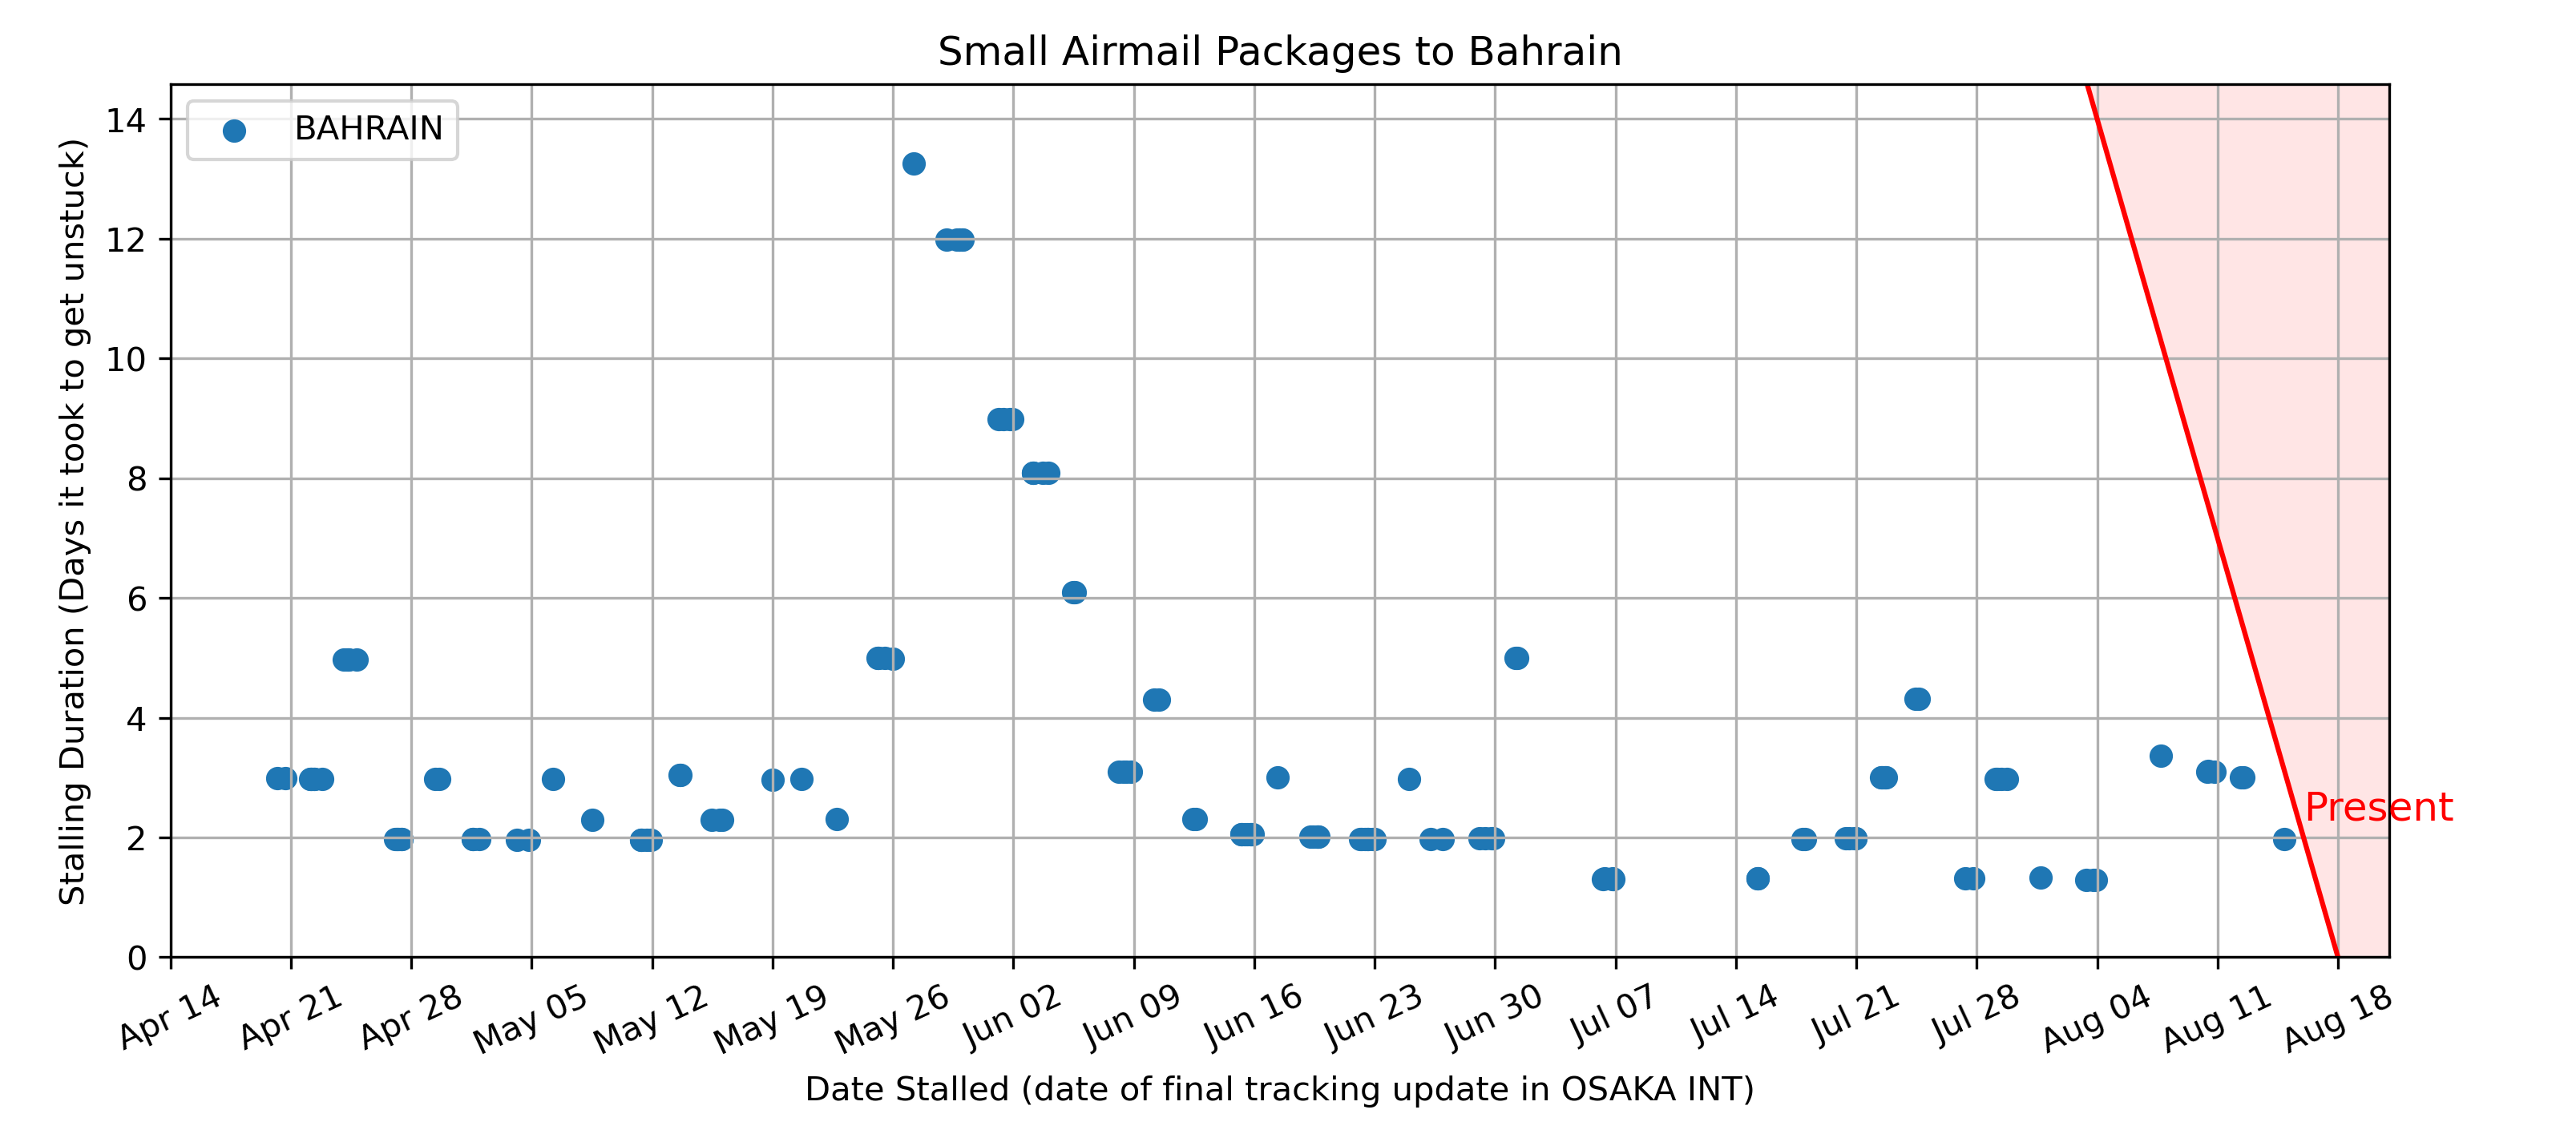 Small Airmail Packages to Bahrain
BAHRAIN
Stalling Duration (Days it took to get unstuck)
14
12
10
8
6
4
2
0
Present
Apr 14
Apr 21
Apr 28
May 05
May 12
May 19
May 26
Jun 02
Jun 09
Jun 16
Jun 23
Jun 30
Jul 07
Jul 14
Jul 21
Jul 28
Aug 04
Aug 11
Aug 18
Date Stalled (date of final tracking update in OSAKA INT)